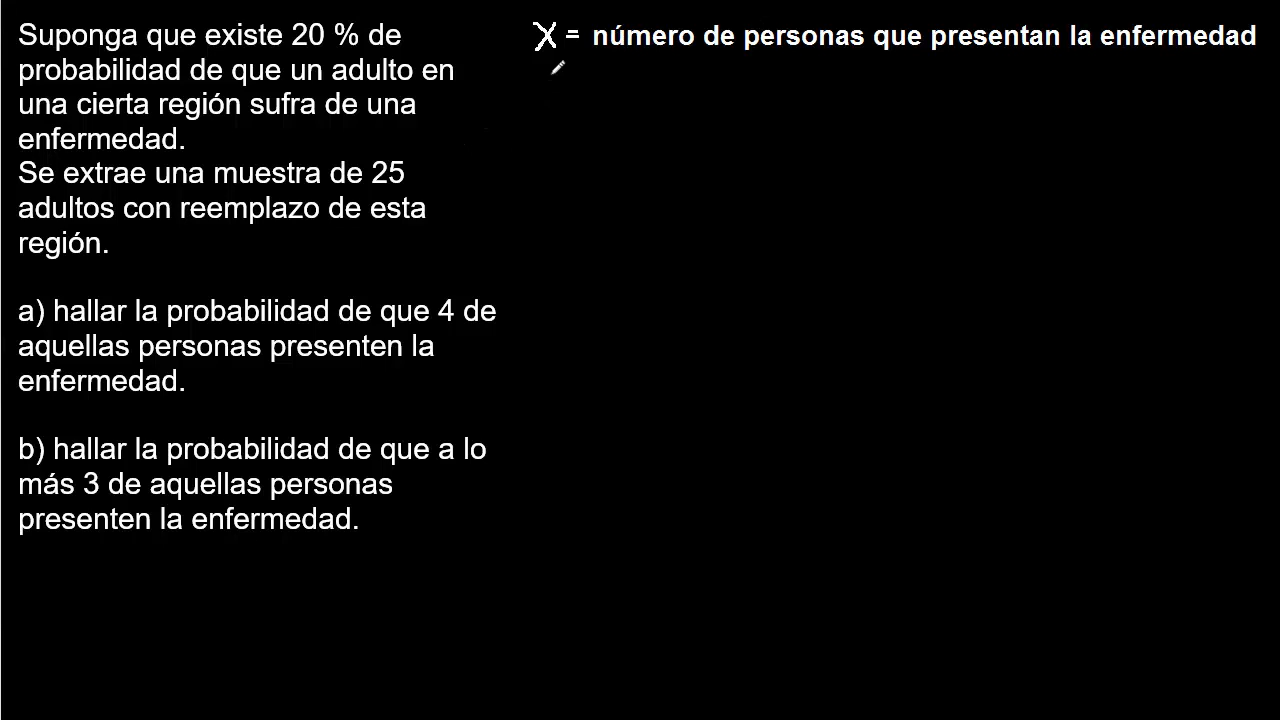 Suponga que existe 20 % de
probabilidad de que un adulto en
una cierta región sufra de una
enfermedad.
Se extrae una muestra de 25
adultos con reemplazo de esta
región.
a) hallar la probabilidad de que 4 de
aquellas personas presenten la
enfermedad.
b) hallar la probabilidad de que a lo
más 3 de aquellas personas
presenten la enfermedad.
X = número de personas que presentan la enfermedad